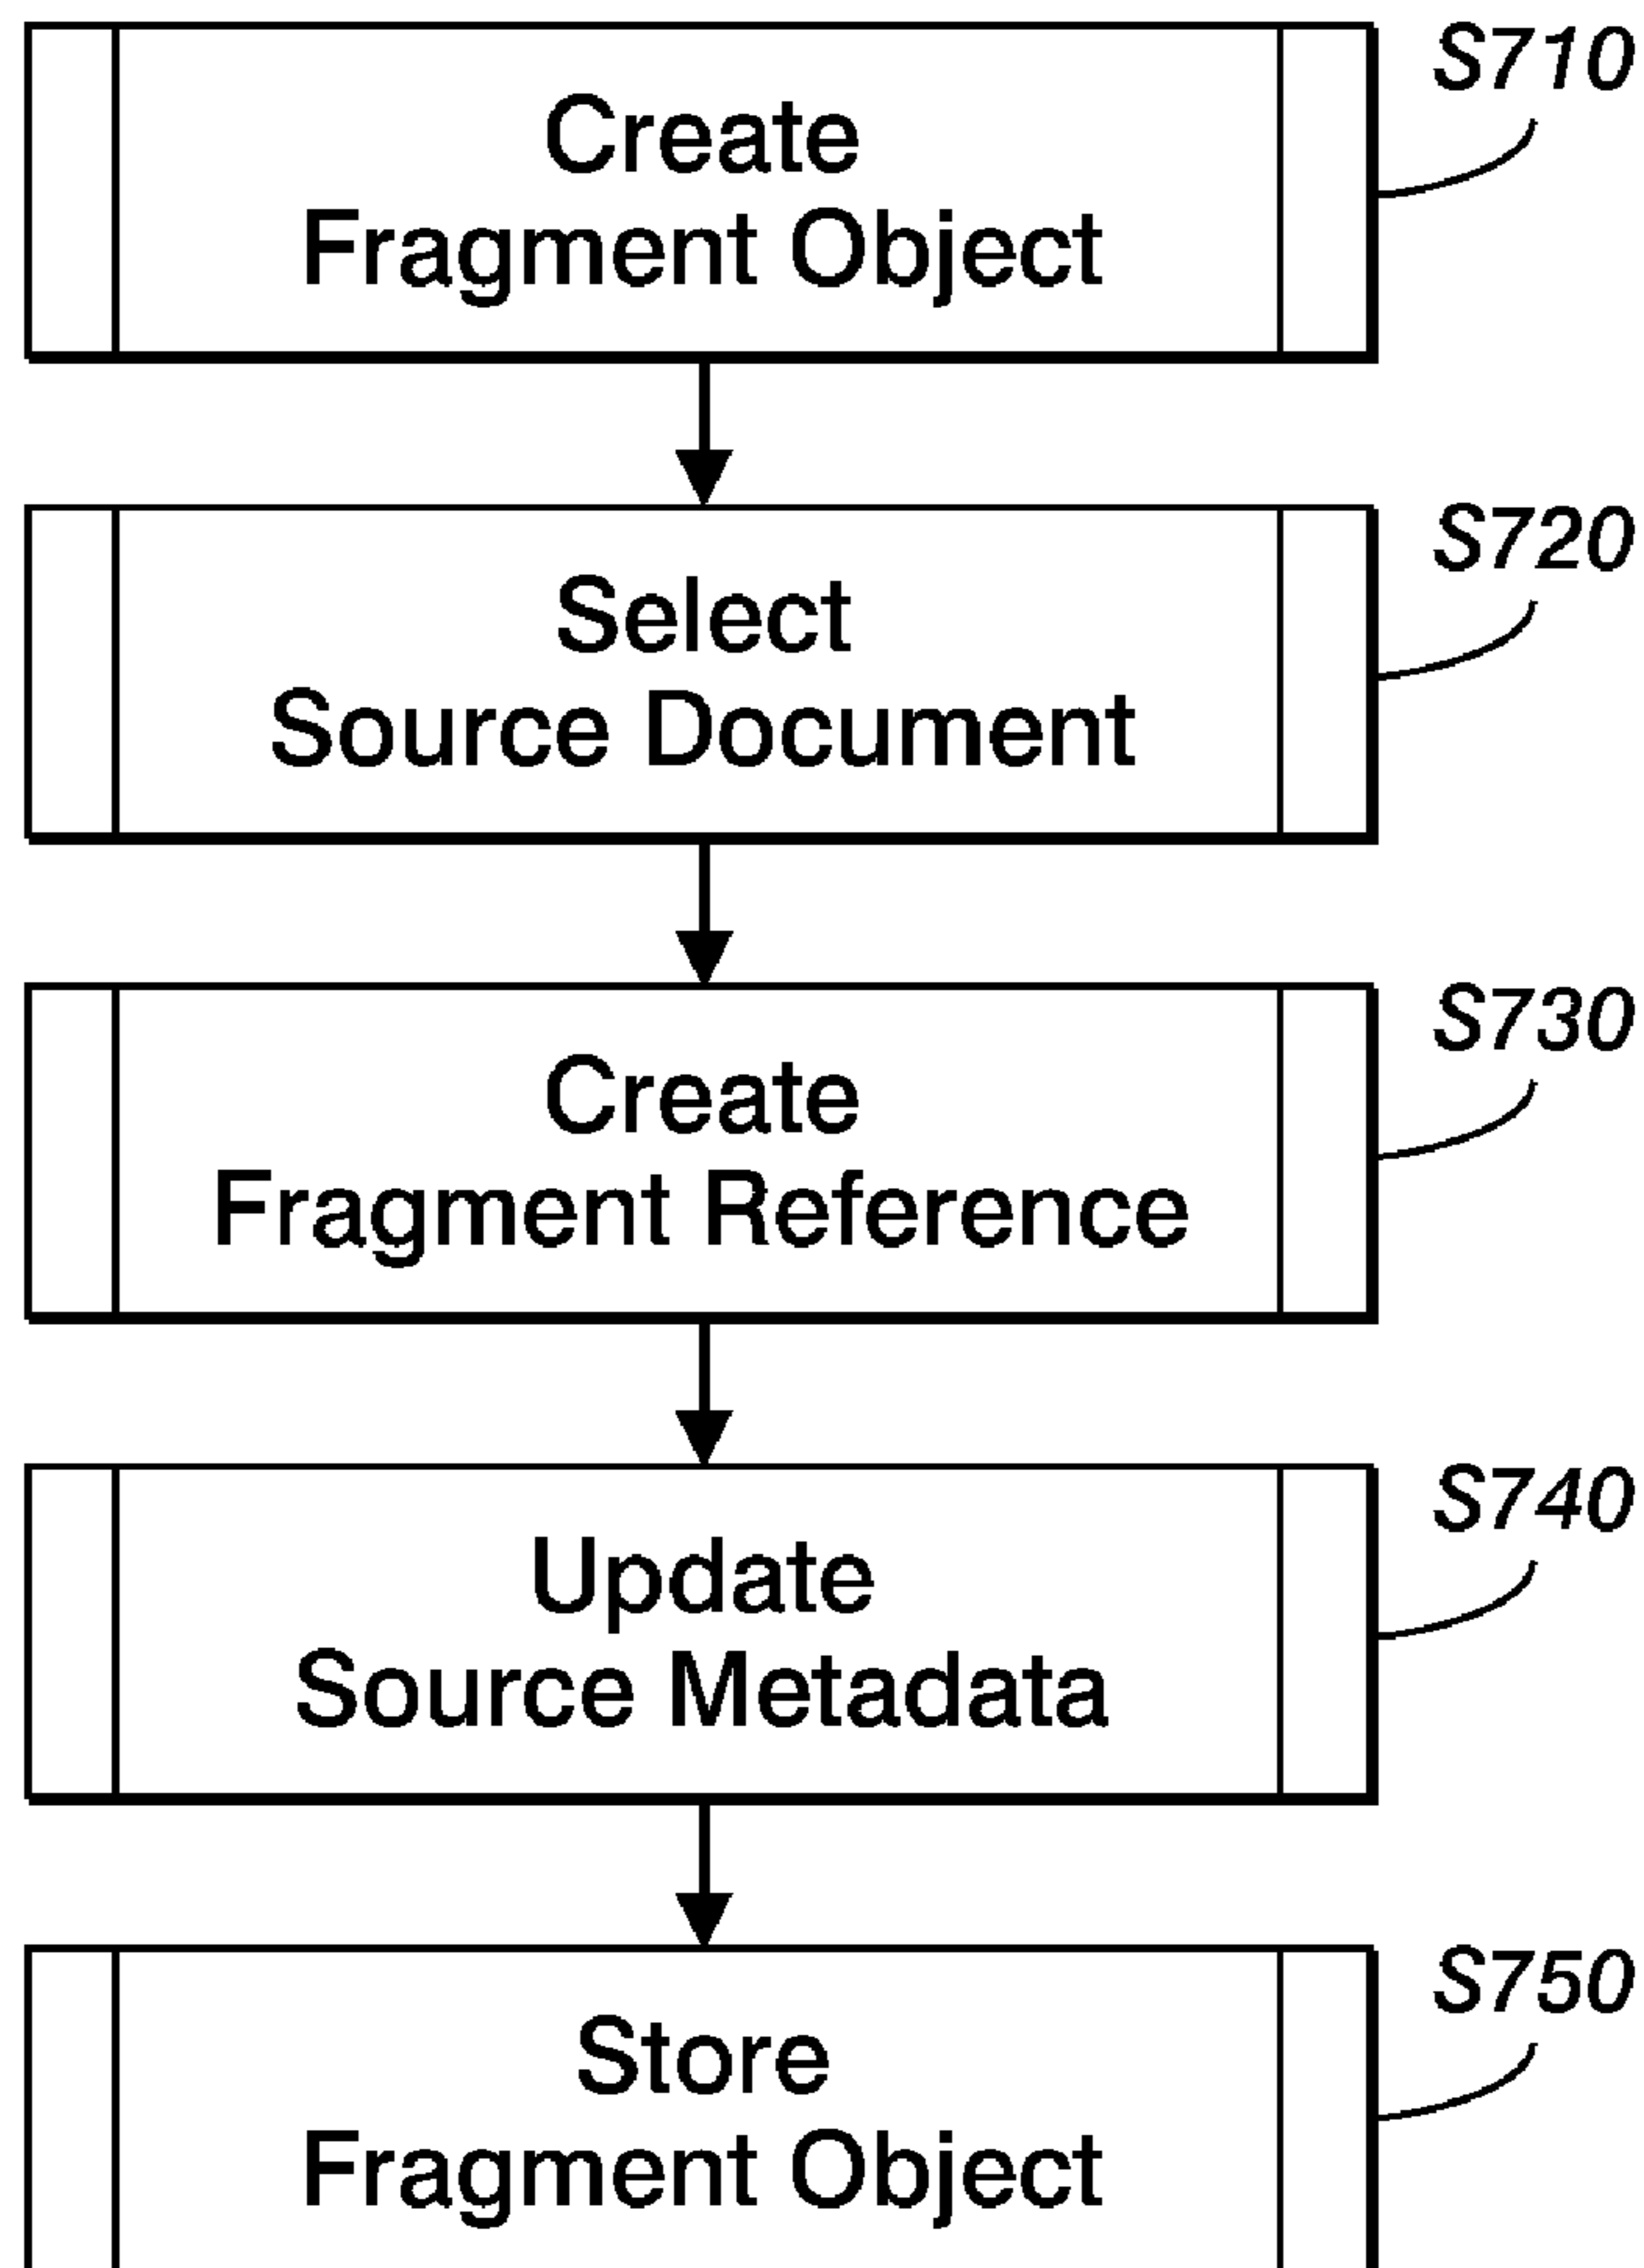 S710
Create
Fragment Object
S720
Select
Source Document
S730
Create
Fragment Reference
S740
Update
Source Metadata
S750
Store
Fragment Object